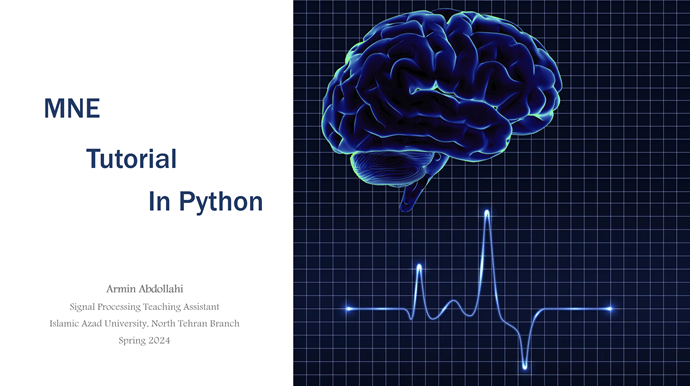 MNE
Tutorial
In Python
Armin Abdollahi
Signal Processing Teaching Assistant
Islamic Azad University, North Tehran Branch
Spring 2024